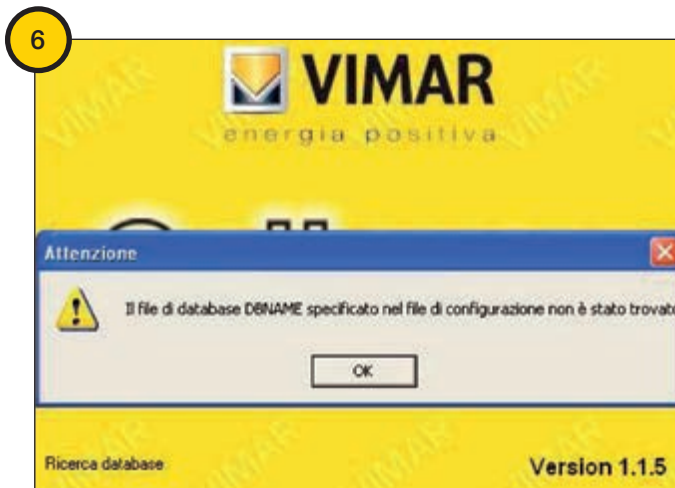 6
VIMAR
energia positiva
Attenzione
Il file di database DBNAME specificato nel file di configurazione non è stato trovato
OK
Ricerca database
Version 1.1.5